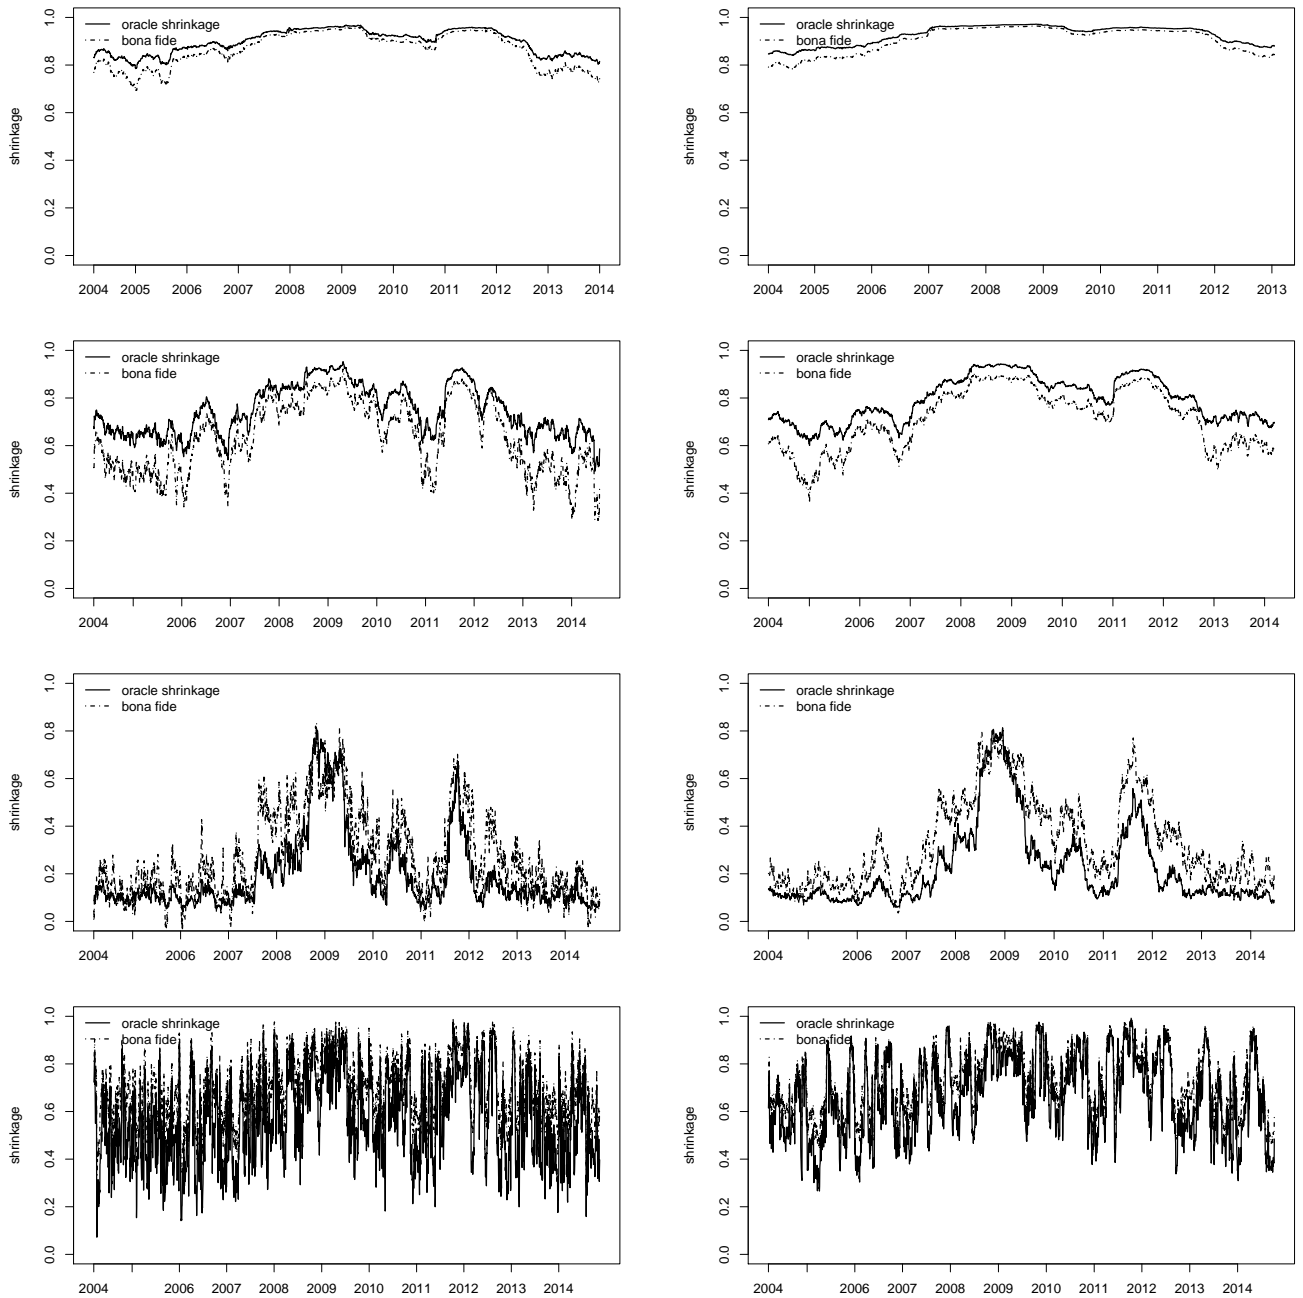 oracle shrinkage
bona fide
shrinkage
0.0 0.2 0.4 0.6 0.8 1.0
2004 2005 2006 2007 2008 2009 2010 2011 2012 2013 2014
oracle shrinkage
bona fide
shrinkage
0.0 0.2 0.4 0.6 0.8 1.0
2004 2005 2006 2007 2008 2009 2010 2011 2012 2013
oracle shrinkage
bona fide
shrinkage
0.0 0.2 0.4 0.6 0.8 1.0
2004 2006 2007 2008 2009 2010 2011 2012 2013 2014
oracle shrinkage
bona fide
shrinkage
0.0 0.2 0.4 0.6 0.8 1.0
2004 2006 2007 2008 2009 2010 2011 2012 2013 2014
oracle shrinkage
bona fide
shrinkage
0.0 0.2 0.4 0.6 0.8 1.0
2004 2006 2007 2008 2009 2010 2011 2012 2013 2014
oracle shrinkage
bona fide
shrinkage
0.0 0.2 0.4 0.6 0.8 1.0
2004 2006 2007 2008 2009 2010 2011 2012 2013 2014
oracle shrinkage
bona fide
shrinkage
0.0 0.2 0.4 0.6 0.8 1.0
2004 2006 2007 2008 2009 2010 2011 2012 2013 2014
oracle shrinkage
bona fide
shrinkage
0.0 0.2 0.4 0.6 0.8 1.0
2004 2006 2007 2008 2009 2010 2011 2012 2013 2014